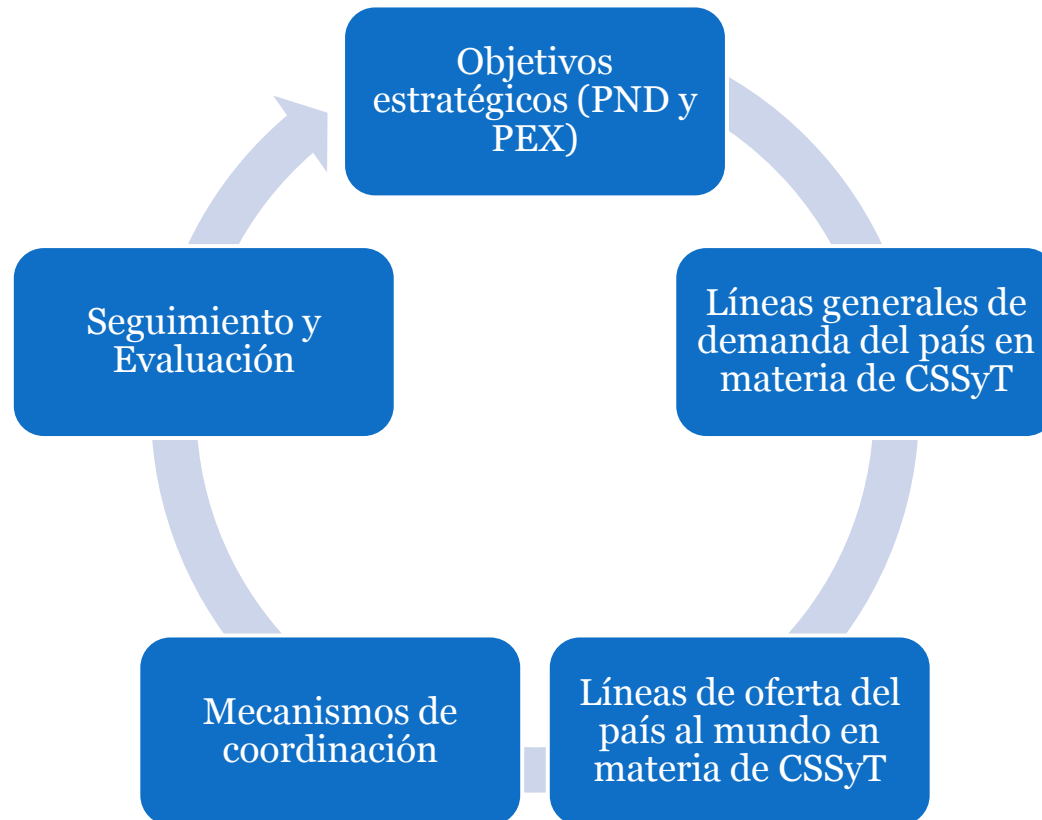 Objetivos
estratégicos (PND y
PEX)
Líneas generales de
demanda del país en
materia de CSSyT
Líneas de oferta del
país al mundo en
materia de CSSyT
Mecanismos de
coordinación
Seguimiento y
Evaluación